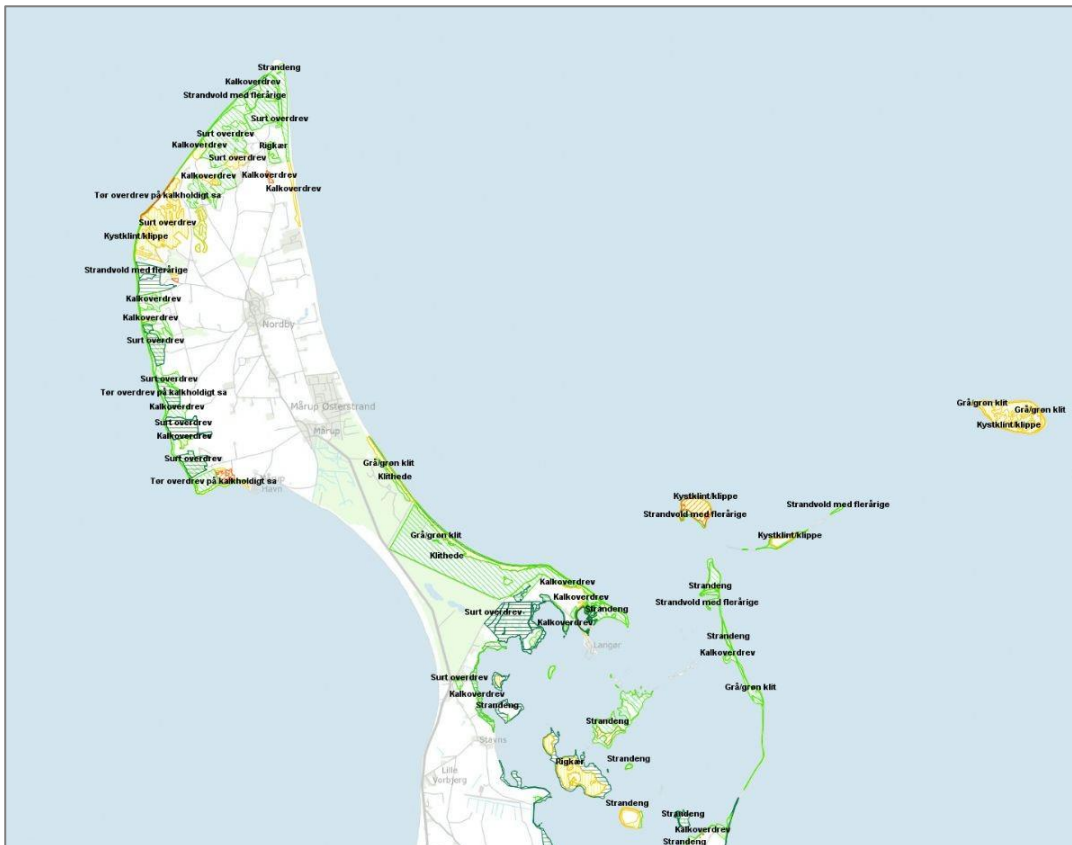 Strandeng
Kalkoverdrev
Strandvold med flerårige
Surt overdrev
Surt overdrev
Kalkoverdrev
Rigkær
Surt overdrev
Kalkoverdrev
Kalkoverdrev
Kalkoverdrev
Tør overdrev på kalkholdigt sa
Surt overdrev
Kystklint/klippe
Strandvold med flerårige
Kalkoverdrev
Kalkoverdrev
Nordby
Surt overdrev
Surt overdrev
Tør overdrev på kalkholdigt sa
Kalkoverdrev
Mårup Østerstrand
Grå/grøn klit
Grå/grøn klit
Kystklint/klippe
Surt overdrev
Mårup
Kalkoverdrev
Surt overdrev
Grå/grøn klit
Klithede
Tør overdrev på kalkholdigt sa
Havn
Kystklint/klippe
Strandvold med flerårige
Strandvold med flerårige
Grå/grøn klit
Kystklint/klippe
Klithede
Kalkoverdrev
Strandeng
Kalkoverdrev
Strandvold med flerårige
Surt overdrev
Strandeng
Kalkoverdrev
Strandeng
Langør
Kalkoverdrev
Surt overdrev
Grå/grøn klit
Kalkoverdrev
Strandeng
Strandeng
Stavns
Rigkær
Strandeng
Lille
Vorbjerg
Strandeng
Kalkoverdrev
Strandeng